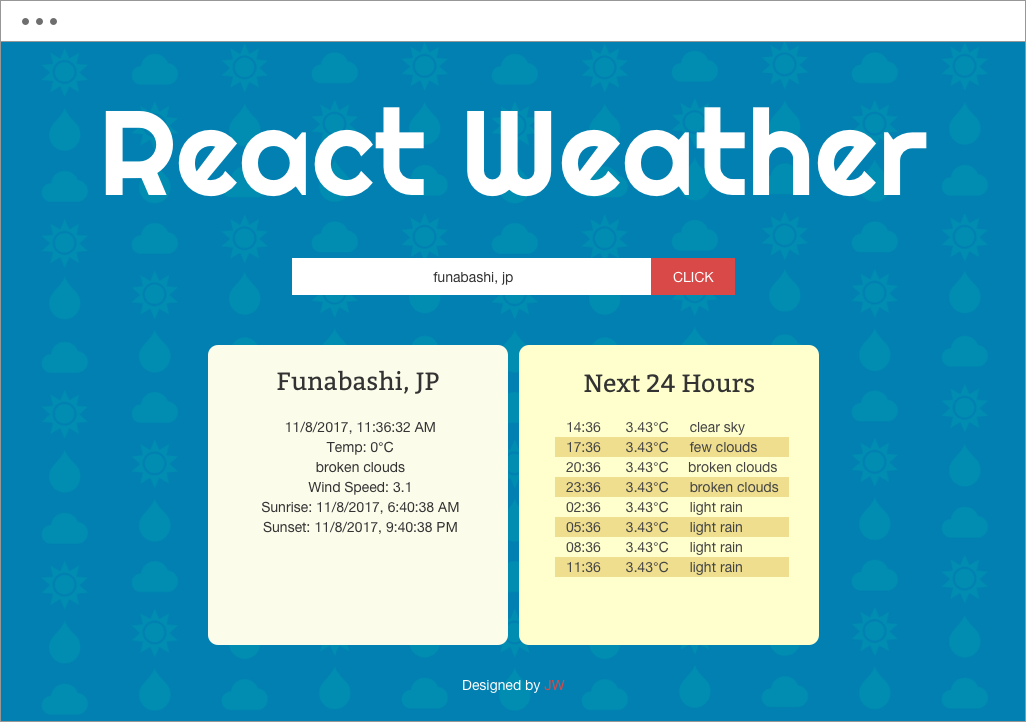 React Weather
funabashi, jp
CLICK
Funabashi, JP
11/8/2017, 11:36:32 AM
Temp: 0°C
broken clouds
Wind Speed: 3.1
Sunrise: 11/8/2017, 6:40:38 AM
Sunset: 11/8/2017, 9:40:38 PM
Next 24 Hours
14:36 3.43°C clear sky
17:36 3.43°C few clouds
20:36 3.43°C broken clouds
23:36 3.43°C broken clouds
02:36 3.43°C light rain
05:36 3.43°C light rain
08:36 3.43°C light rain
11:36 3.43°C light rain
Designed by JW